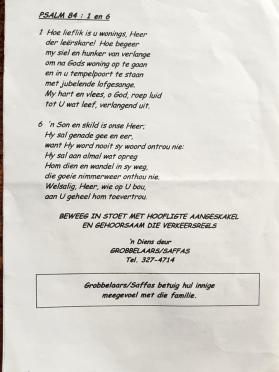 PSALM 84 : 1 en 6
1 Hoe lieflik is u wonings, Heer
der leërskare! Hoe begeer
my siel en hunker van verlange
om na Gods woning op te gaan
en in u tempelpoort te staan
met jubelende lofgesange.
My hart en vlees, o God, roep luid
tot U wat leef, verlangend uit.
6 'n Son en skild is onse Heer;
Hy sal genade gee en eer,
want Hy word nooit sy woord ontrou nie:
Hy sal aan almal wat opreg
Hom dien en wandel in sy weg,
die goeie nimmerweer onthou nie.
Welsalig, Heer, wie op U bou,
aan U geheel hom toevertrou.
BEWEEG IN STOET MET HOOFLIGTE AANGESKAKEL
EN GEHOORSAAM DIE VERKEERSREËLS
'n Diens deur
GROBBELAARS/SAFFAS
Tel. 327-4714
Grobbelaars/Saffas betuig hul innige
meegevoel met die familie.